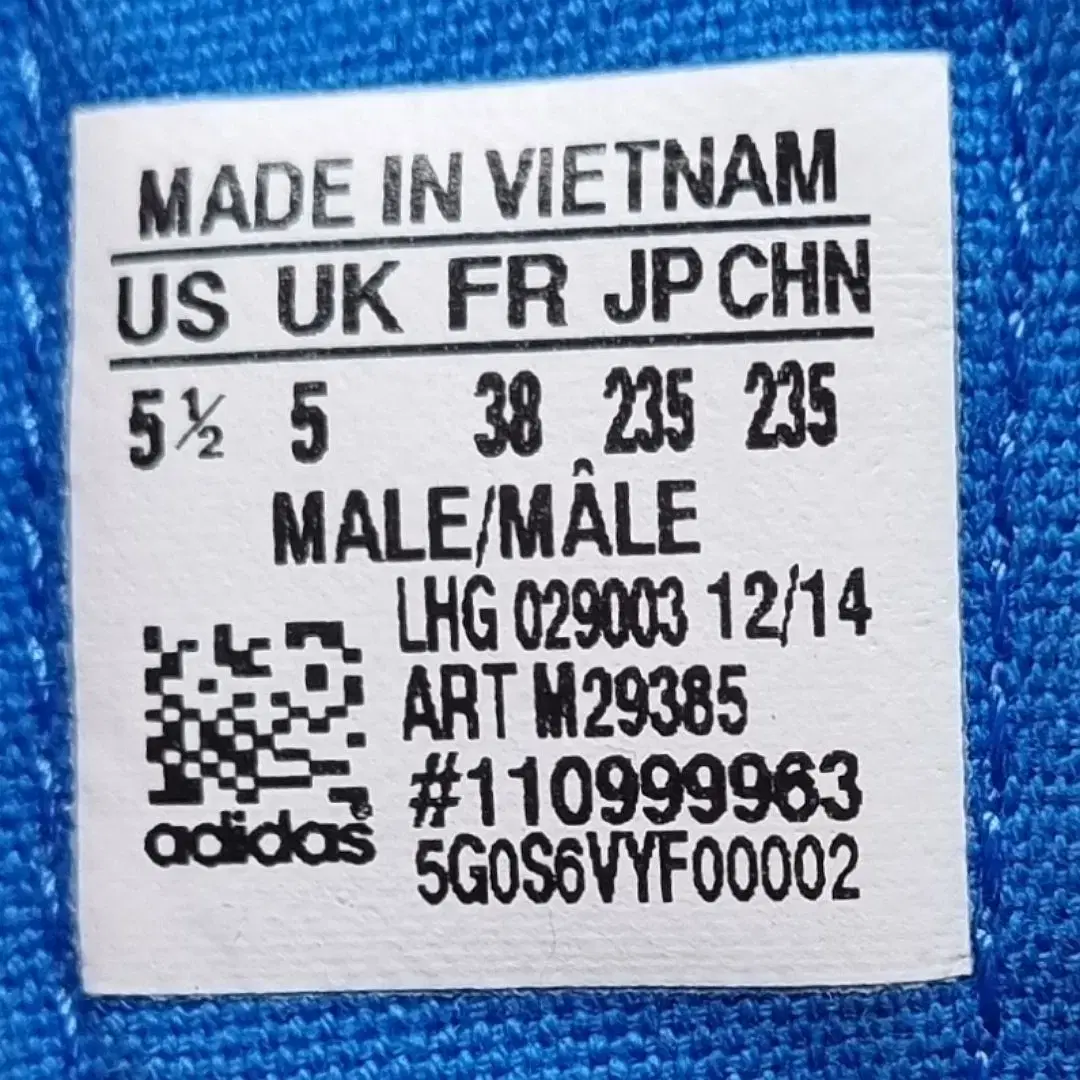 MADE IN VIETNAM
US UK FR JP CHN
5½ 5 38 235 235
MALE/MÂLE
LHG 029003 12/14
ART M29385
#110999963
adidas
5G0S6VYF00002